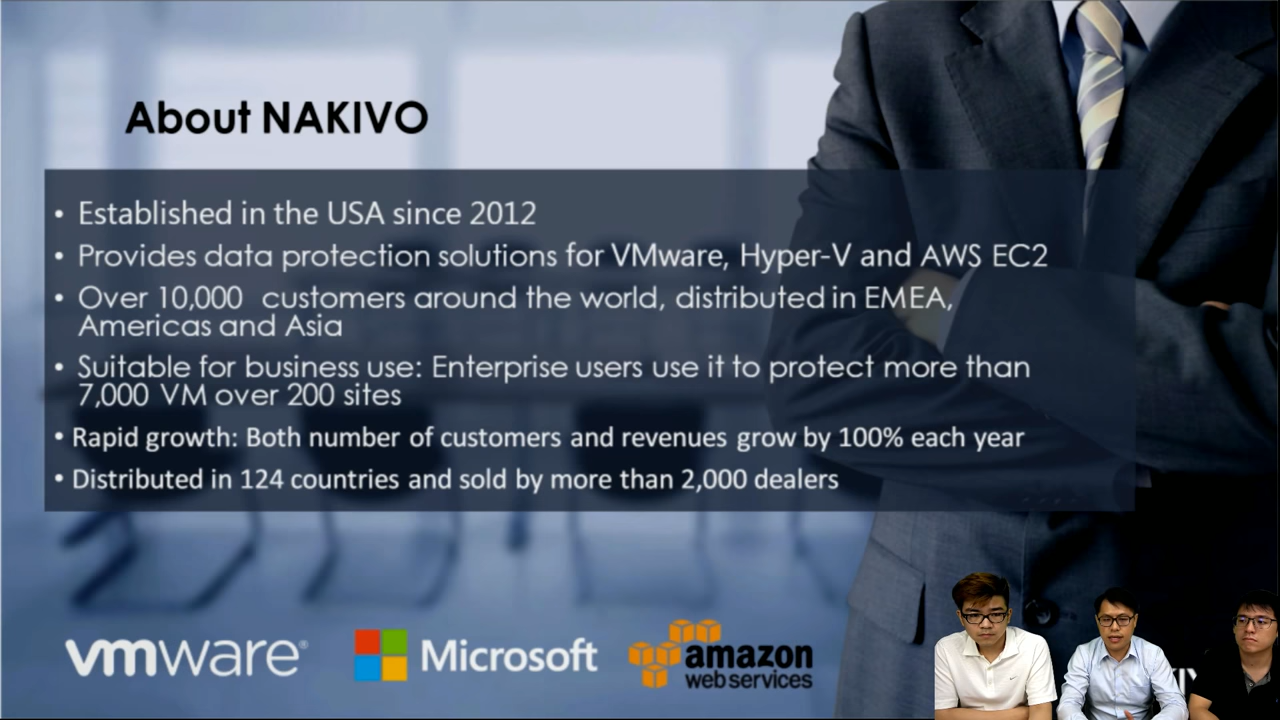 About NAKIVO
• Established in the USA since 2012
• Provides data protection solutions for VMware, Hyper-V and AWS EC2
• Over 10,000 customers around the world, distributed in EMEA,
Americas and Asia
• Suitable for business use: Enterprise users use it to protect more than
7,000 VM over 200 sites
• Rapid growth: Both number of customers and revenues grow by 100% each year
• Distributed in 124 countries and sold by more than 2,000 dealers
vmware®
Microsoft
amazon
web services